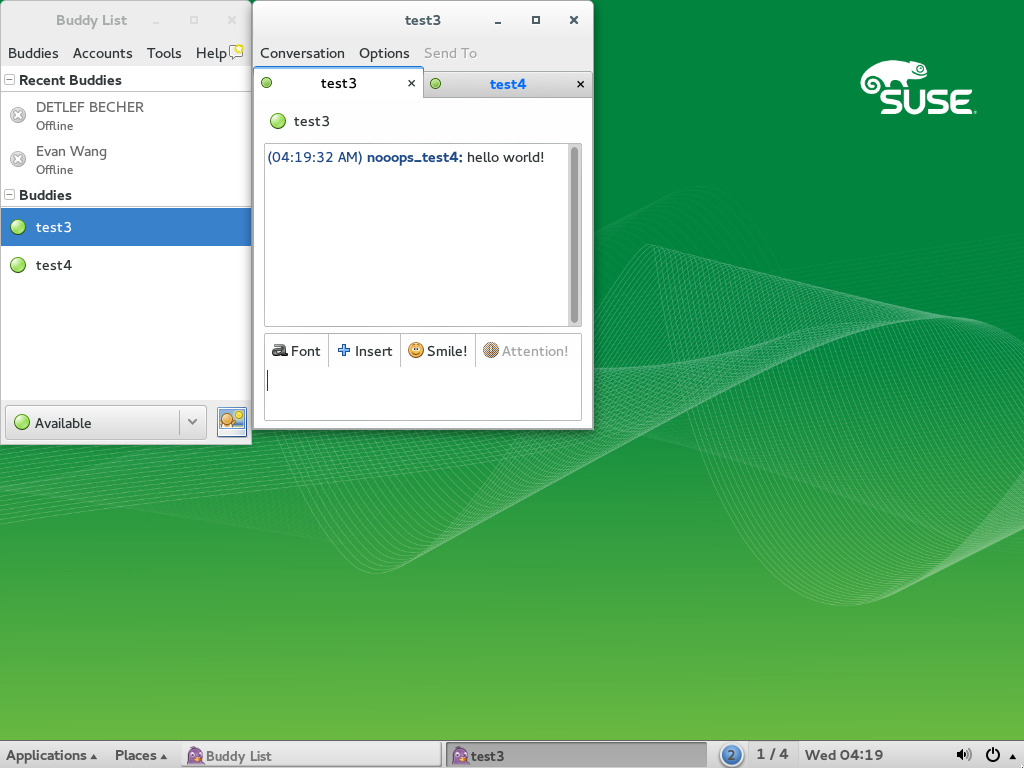 Buddy List
Buddies Accounts Tools Help
Recent Buddies
DETLEF BECHER
Offline
Evan Wang
Offline
Buddies
test3
test4
Available
test3
Conversation Options Send To
test3 test4
test3
(04:19:32 AM) nooops_test4: hello world!
Font Insert Smile! Attention!
SUSE
Applications Places Buddy List test3 2 1 / 4 Wed 04:19